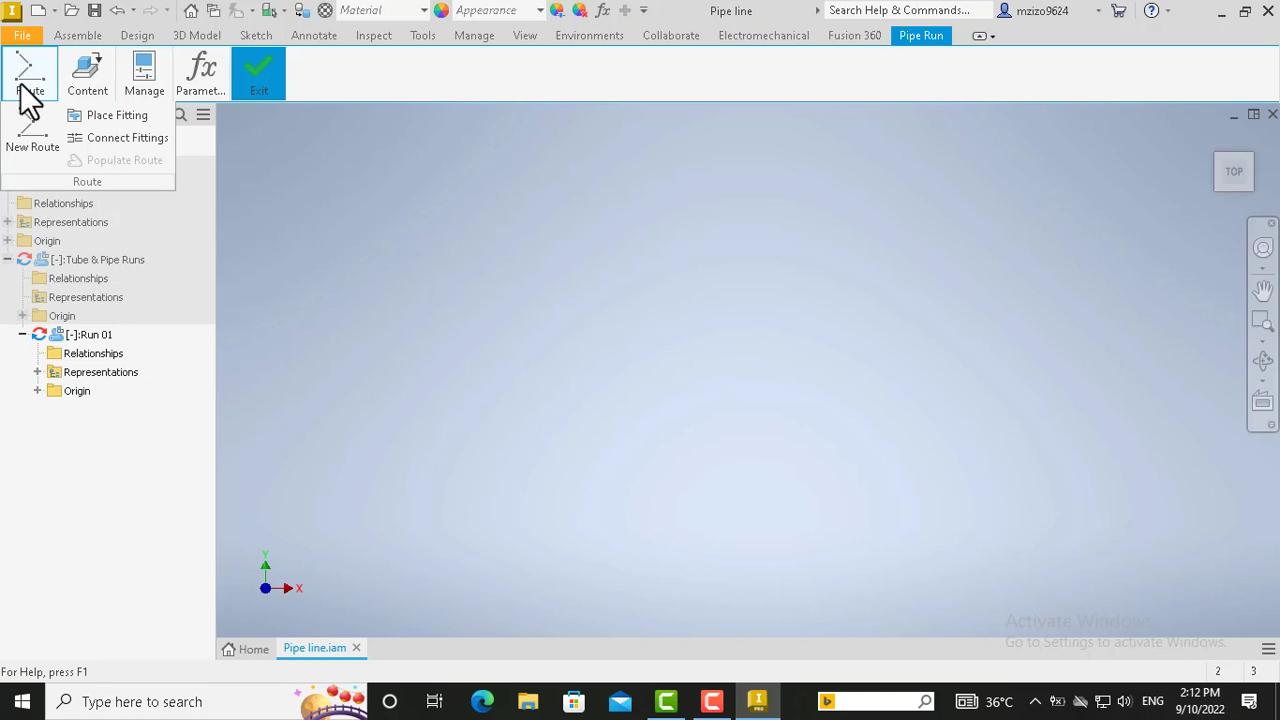 Material
Appearance
Pipe line
Search Help & Commands...
mzizo9624
File
Assemble
Design
3D Model
Sketch
Annotate
Inspect
Tools
Manage
View
Environments
Collaborate
Electromechanical
Fusion 360
Pipe Run
Route
Content
Manage
fx
Paramet...
Exit
New Route
Place Fitting
Connect Fittings
Populate Route
Route
TOP
Relationships
Representations
Origin
[-]:Tube & Pipe Runs
Relationships
Representations
Origin
[-]:Run 01
Relationships
Representations
Origin
Y
X
Activate Windows
Go to Settings to activate Windows.
Home
Pipe line.iam
For Help, press F1
2
3
Type here to search
PRO
36°C
ENG
2:12 PM
9/10/2022